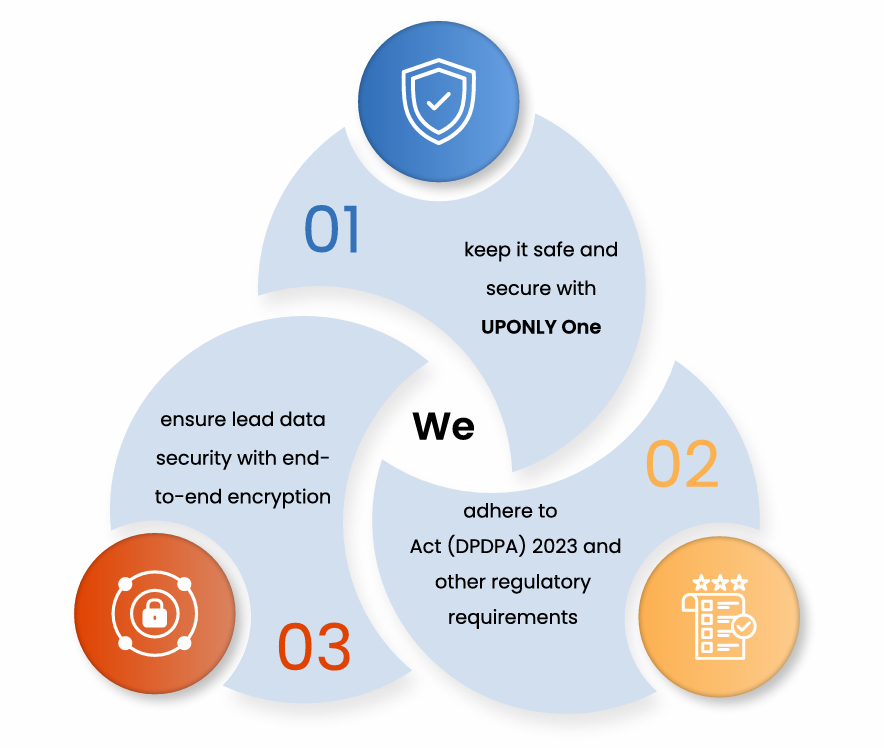 01
keep it safe and
secure with
UPONLY One
We
02
adhere to
Act (DPDPA) 2023 and
other regulatory
requirements
ensure lead data
security with end-
to-end encryption
03